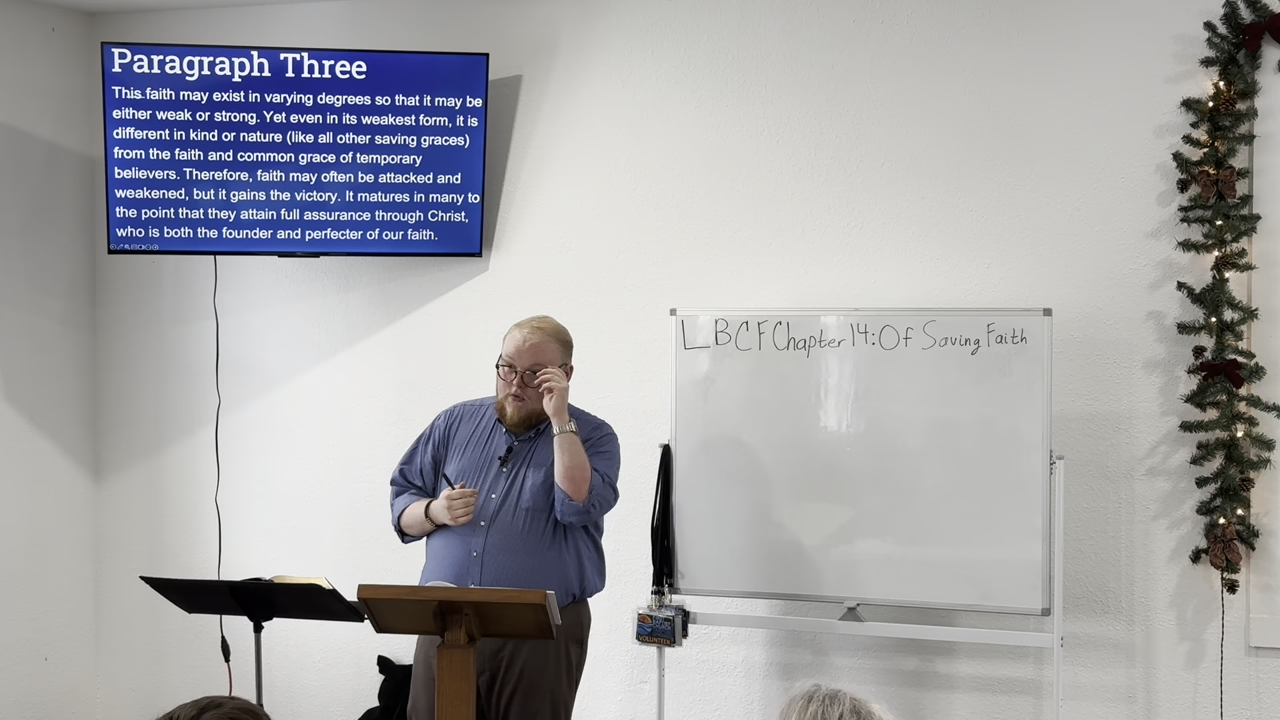 Paragraph Three
This faith may exist in varying degrees so that it may be
either weak or strong. Yet even in its weakest form, it is
different in kind or nature (like all other saving graces)
from the faith and common grace of temporary
believers. Therefore, faith may often be attacked and
weakened, but it gains the victory. It matures in many to
the point that they attain full assurance through Christ,
who is both the founder and perfecter of our faith.
LBCF Chapter 14: Of Saving Faith
VOLUNTEER